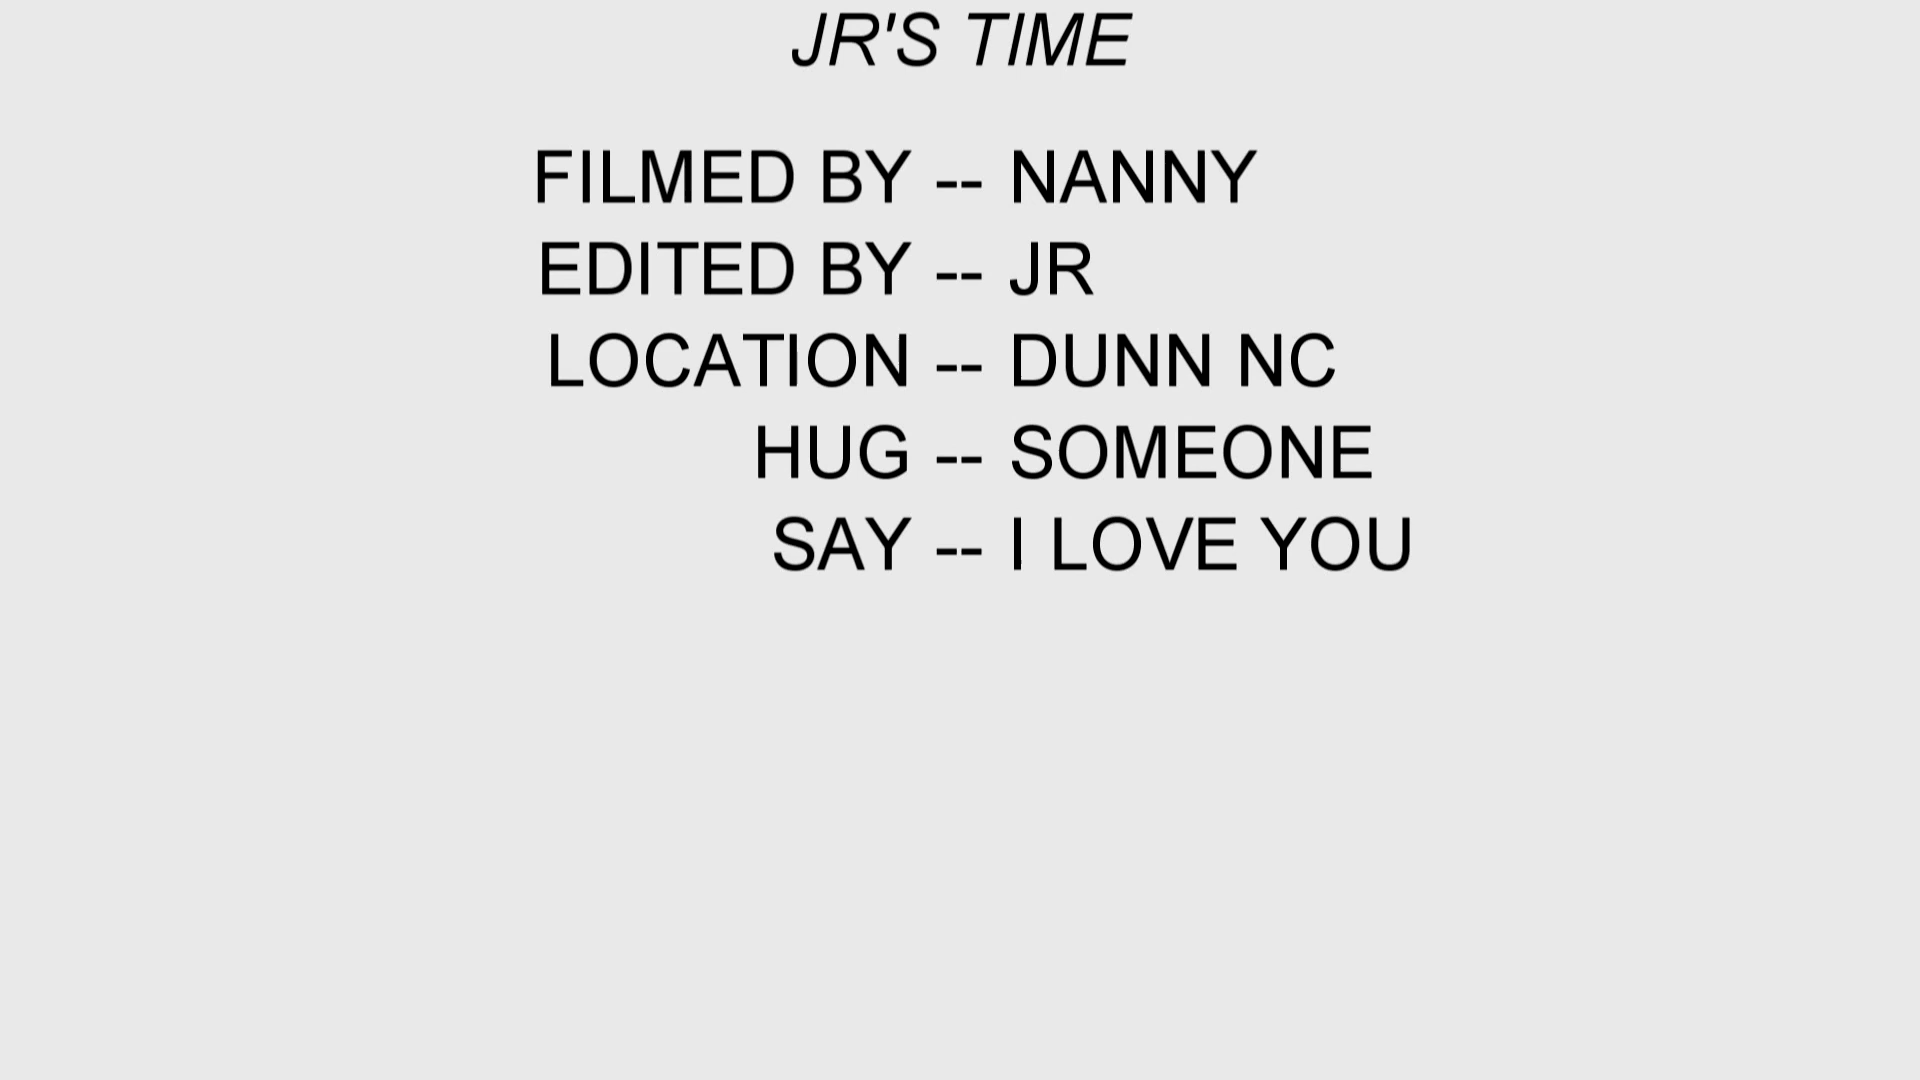 JR'S TIME
FILMED BY -- NANNY
EDITED BY -- JR
LOCATION -- DUNN NC
HUG -- SOMEONE
SAY -- I LOVE YOU